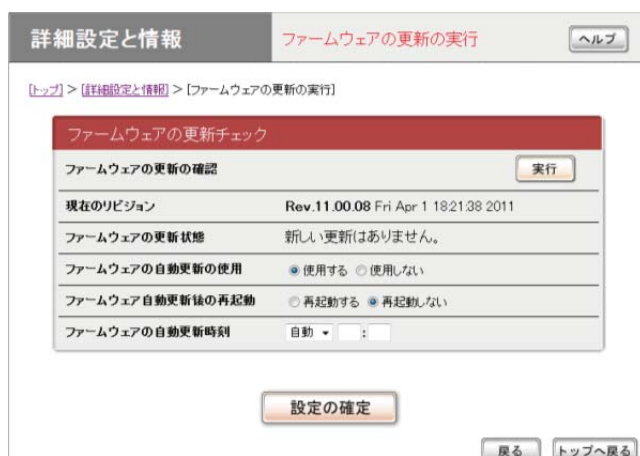 詳細設定と情報 ファームウェアの更新の実行 ヘルプ
[トップ] > [詳細設定と情報] > [ファームウェアの更新の実行]
ファームウェアの更新チェック
ファームウェアの更新の確認 実行
現在のリビジョン Rev.11.00.08 Fri Apr 1 18:21:38 2011
ファームウェアの更新状態 新しい更新はありません。
ファームウェアの自動更新の使用 使用する 使用しない
ファームウェア自動更新後の再起動 再起動する 再起動しない
ファームウェアの自動更新時刻 自動 :
設定の確定
戻る トップへ戻る